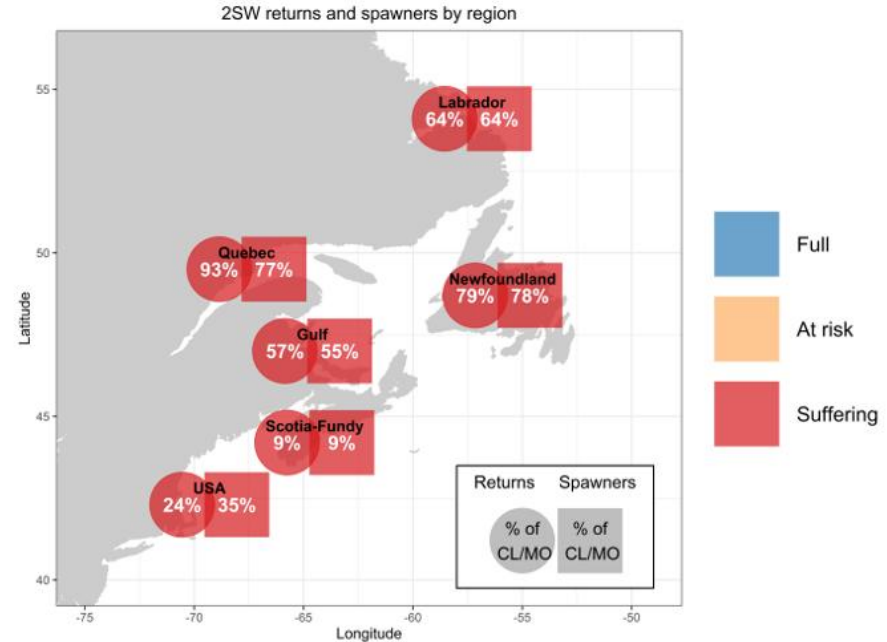 2SW returns and spawners by region
Latitude
55
50
45
40
Labrador
64% 64%
Quebec
93% 77%
Newfoundland
79% 78%
Gulf
57% 55%
Scotia-Fundy
9% 9%
USA
24% 35%
Returns Spawners
% of % of
CL/MO CL/MO
-75 -70 -65 -60 -55 -50
Longitude
Full
At risk
Suffering